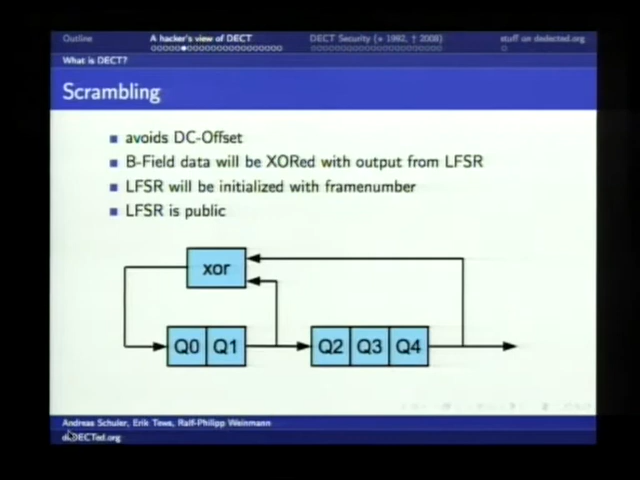 Outline
A hacker's view of DECT
DECT Security (* 1992, † 2008)
stuff on dedected.org
What is DECT?
Scrambling
avoids DC-Offset
B-Field data will be XORed with output from LFSR
LFSR will be initialized with framenumber
LFSR is public
xor
Q0 Q1 Q2 Q3 Q4
Andreas Schuler, Erik Tews, Ralf-Philipp Weinmann
deDECTed.org